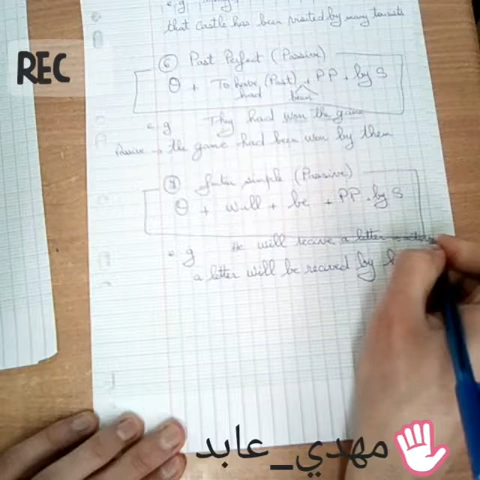 e.g
that castle has been visited by many tourists
REC
⑥ Past Perfect (Passive)
O + To have (Past) + PP + by S
had been
e.g They had won the game
Passive → the game had been won by them
⑦ futur simple (Passive)
O + will + be + PP + by S
e.g He will receive a letter
a letter will be recived by
مهدي_عابد